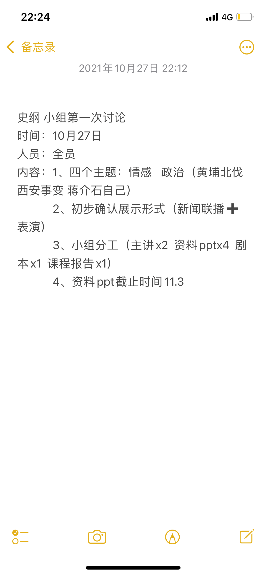 22:24
4G
备忘录
2021年10月27日 22:12
史纲 小组第一次讨论
时间：10月27日
人员：全员
内容：1、四个主题：情感 政治（黄埔北伐
西安事变 蒋介石自己）
2、初步确认展示形式（新闻联播➕
表演）
3、小组分工（主讲x2 资料pptx4 剧
本x1 课程报告x1）
4、资料ppt截止时间11.3